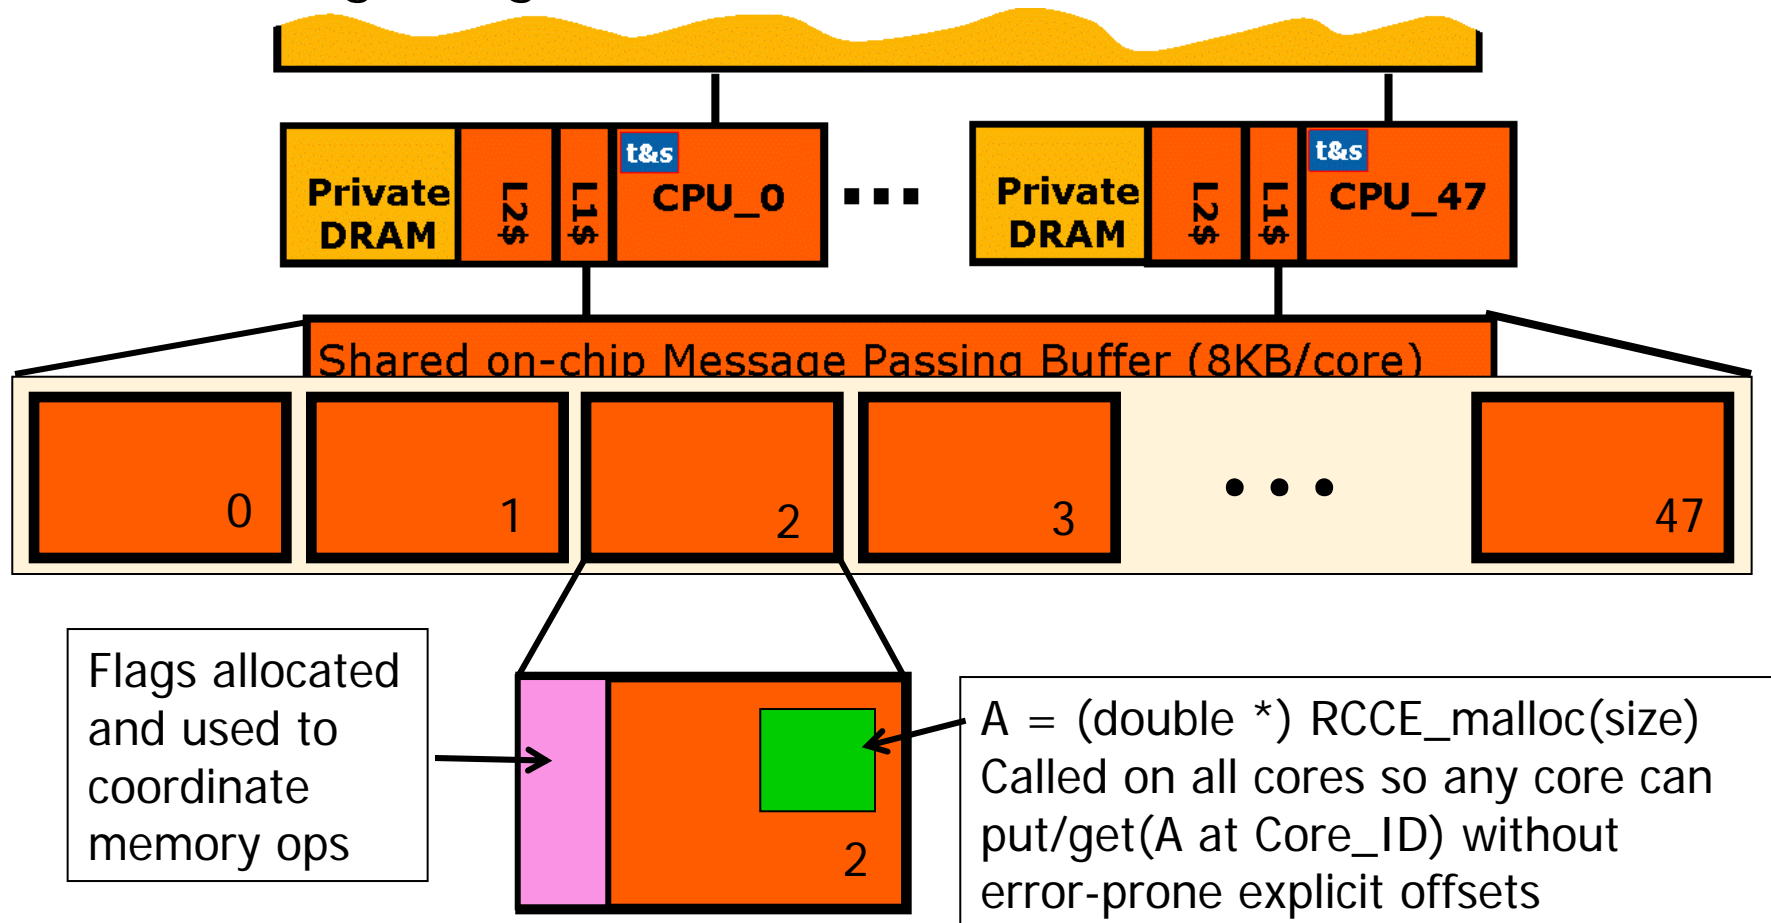 t&s
t&s
Private
DRAM
L2$
L1$
CPU_0
...
Private
DRAM
L2$
L1$
CPU_47
Shared on-chip Message Passing Buffer (8KB/core)
0
1
2
3
...
47
Flags allocated
and used to
coordinate
memory ops
2
A = (double *) RCCE_malloc(size)
Called on all cores so any core can
put/get(A at Core_ID) without
error-prone explicit offsets